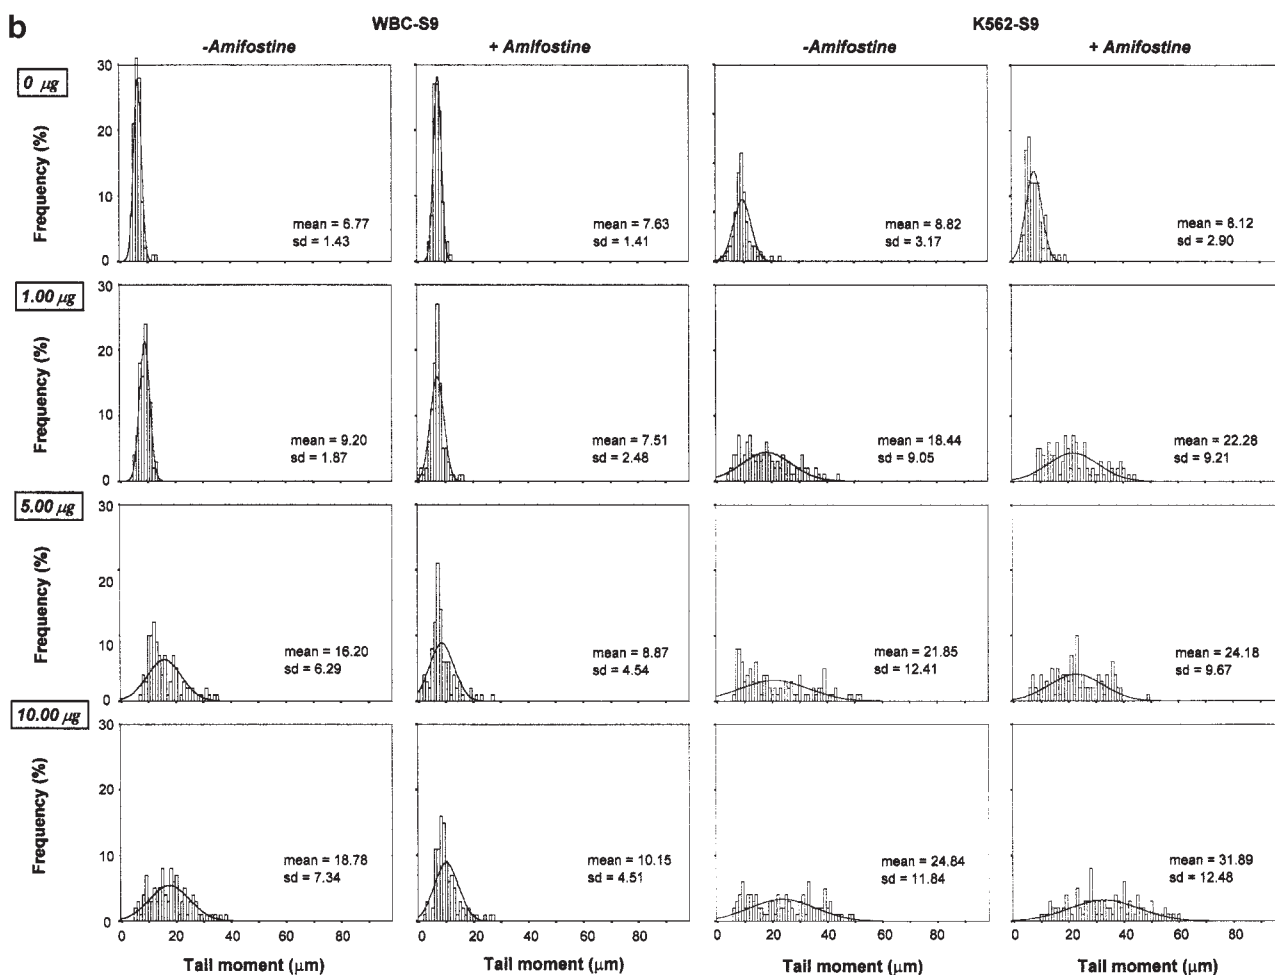 b
WBC-S9 K562-S9
-Amifostine + Amifostine -Amifostine + Amifostine
0 µg
Frequency (%)
30
20
10
0
mean = 6.77
sd = 1.43
mean = 7.63
sd = 1.41
mean = 8.82
sd = 3.17
mean = 8.12
sd = 2.90
1.00 µg
Frequency (%)
30
20
10
0
mean = 9.20
sd = 1.87
mean = 7.51
sd = 2.48
mean = 18.44
sd = 9.05
mean = 22.28
sd = 9.21
5.00 µg
Frequency (%)
30
20
10
0
mean = 16.20
sd = 6.29
mean = 8.87
sd = 4.54
mean = 21.85
sd = 12.41
mean = 24.18
sd = 9.67
10.00 µg
Frequency (%)
30
20
10
0
mean = 18.78
sd = 7.34
mean = 10.15
sd = 4.51
mean = 24.84
sd = 11.84
mean = 31.89
sd = 12.48
0 20 40 60 80 0 20 40 60 80 0 20 40 60 80 0 20 40 60 80
Tail moment (µm) Tail moment (µm) Tail moment (µm) Tail moment (µm)